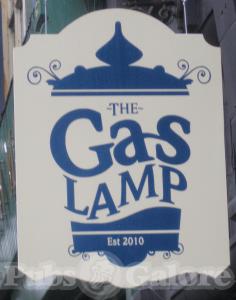 -THE-
Gas
LAMP
Est 2010
Pubs Galore